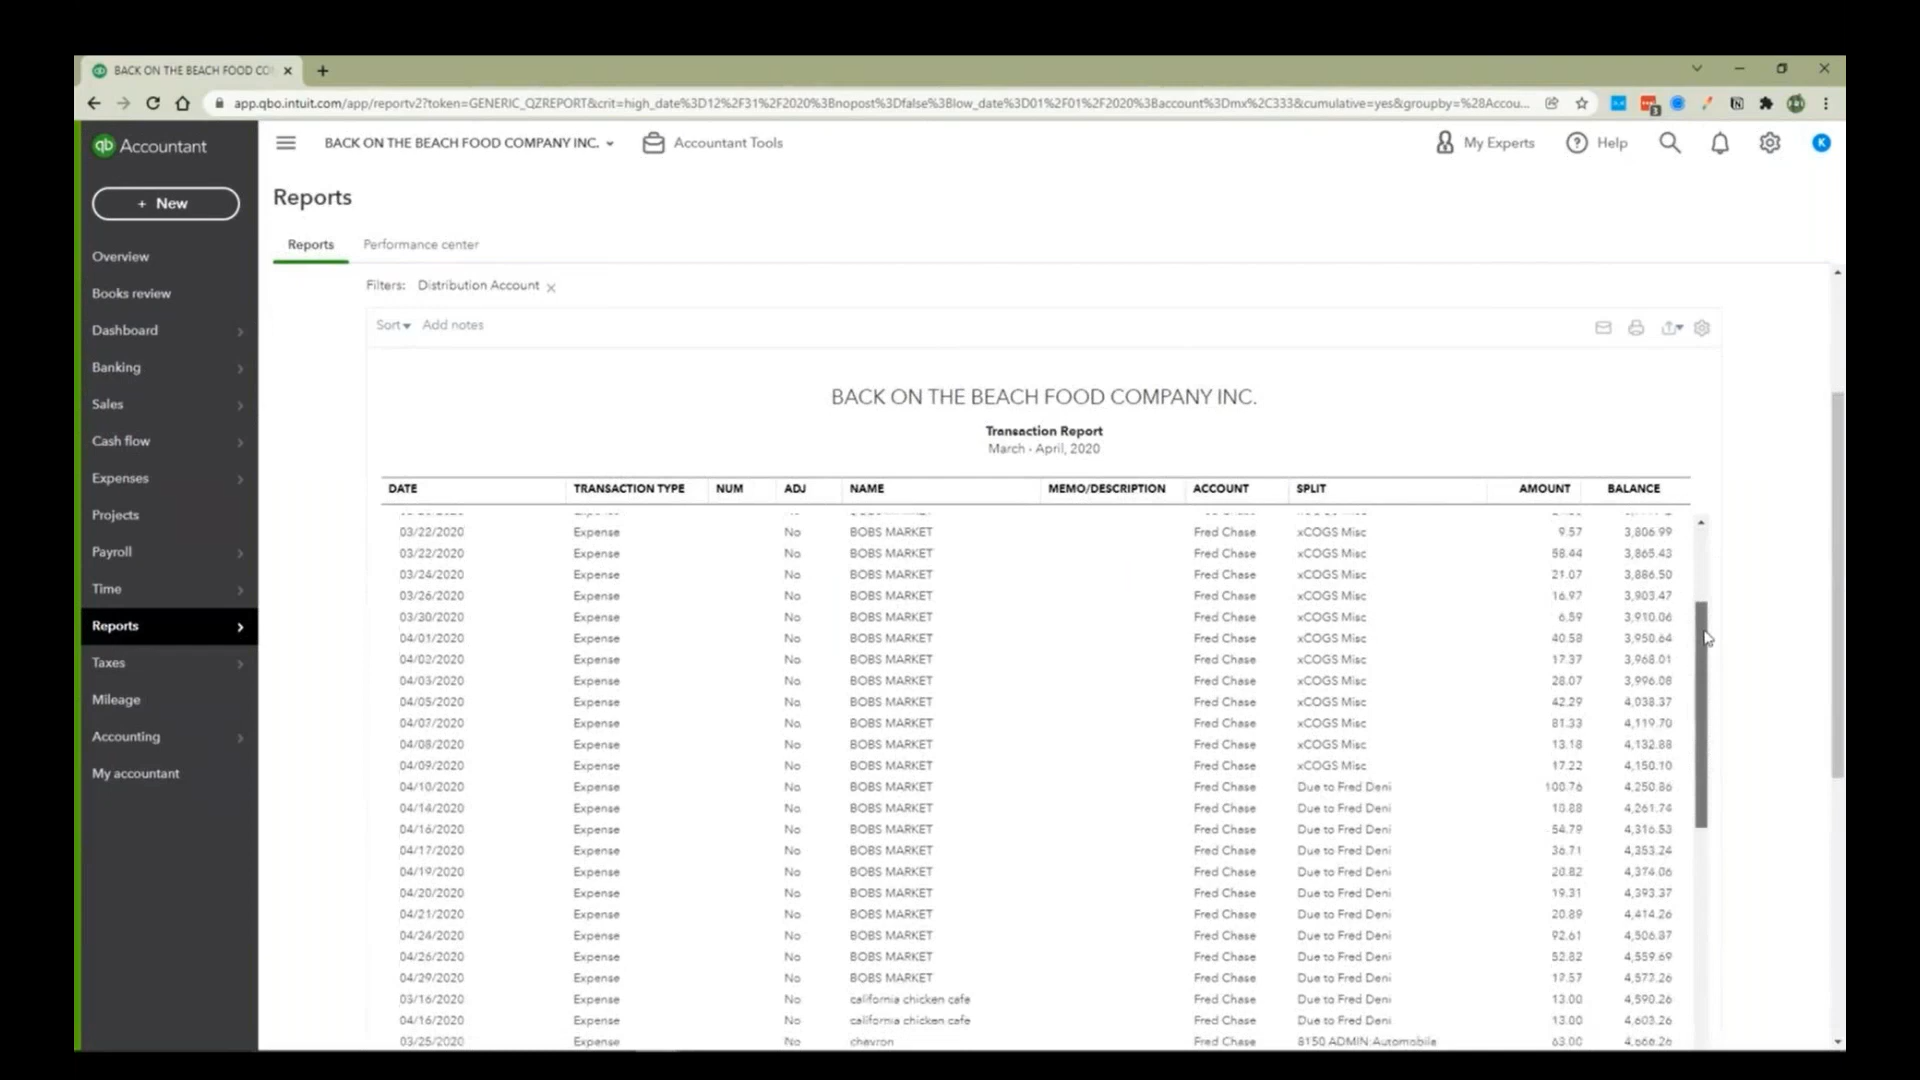 BACK ON THE BEACH FOOD CO
app.qbo.intuit.com/app/reportv2?token=GENERIC_QZREPORT&crit=high_date%3D12%2F31%2F2020%3Bnopost%3Dfalse%3Blow_date%3D01%2F01%2F2020%3Baccount%3Dmx%2C333&cumulative=yes&groupby=%28Accou...
qb Accountant
BACK ON THE BEACH FOOD COMPANY INC.
Accountant Tools
My Experts
Help
K
+ New
Overview
Books review
Dashboard
Banking
Sales
Cash flow
Expenses
Projects
Payroll
Time
Reports
Taxes
Mileage
Accounting
My accountant
Reports
Reports Performance center
Filters: Distribution Account
Sort Add notes
BACK ON THE BEACH FOOD COMPANY INC.
Transaction Report
March - April, 2020
DATE TRANSACTION TYPE NUM ADJ NAME MEMO/DESCRIPTION ACCOUNT SPLIT AMOUNT BALANCE
03/22/2020 Expense No BOBS MARKET Fred Chase xCOGS Misc 9.57 3,806.99
03/22/2020 Expense No BOBS MARKET Fred Chase xCOGS Misc 58.44 3,865.43
03/24/2020 Expense No BOBS MARKET Fred Chase xCOGS Misc 21.07 3,886.50
03/26/2020 Expense No BOBS MARKET Fred Chase xCOGS Misc 16.97 3,903.47
03/30/2020 Expense No BOBS MARKET Fred Chase xCOGS Misc 6.59 3,910.06
04/01/2020 Expense No BOBS MARKET Fred Chase xCOGS Misc 40.58 3,950.64
04/02/2020 Expense No BOBS MARKET Fred Chase xCOGS Misc 17.37 3,968.01
04/03/2020 Expense No BOBS MARKET Fred Chase xCOGS Misc 28.07 3,996.08
04/05/2020 Expense No BOBS MARKET Fred Chase xCOGS Misc 42.29 4,038.37
04/07/2020 Expense No BOBS MARKET Fred Chase xCOGS Misc 81.33 4,119.70
04/08/2020 Expense No BOBS MARKET Fred Chase xCOGS Misc 13.18 4,132.88
04/09/2020 Expense No BOBS MARKET Fred Chase xCOGS Misc 17.22 4,150.10
04/10/2020 Expense No BOBS MARKET Fred Chase Due to Fred Deni 100.76 4,250.86
04/14/2020 Expense No BOBS MARKET Fred Chase Due to Fred Deni 10.88 4,261.74
04/16/2020 Expense No BOBS MARKET Fred Chase Due to Fred Deni 54.79 4,316.53
04/17/2020 Expense No BOBS MARKET Fred Chase Due to Fred Deni 36.71 4,353.24
04/19/2020 Expense No BOBS MARKET Fred Chase Due to Fred Deni 20.82 4,374.06
04/20/2020 Expense No BOBS MARKET Fred Chase Due to Fred Deni 19.31 4,393.37
04/21/2020 Expense No BOBS MARKET Fred Chase Due to Fred Deni 20.89 4,414.26
04/24/2020 Expense No BOBS MARKET Fred Chase Due to Fred Deni 92.61 4,506.87
04/26/2020 Expense No BOBS MARKET Fred Chase Due to Fred Deni 52.82 4,559.69
04/29/2020 Expense No BOBS MARKET Fred Chase Due to Fred Deni 17.57 4,577.26
03/16/2020 Expense No california chicken cafe Fred Chase Due to Fred Deni 13.00 4,590.26
04/16/2020 Expense No california chicken cafe Fred Chase Due to Fred Deni 13.00 4,603.26
03/25/2020 Expense No chevron Fred Chase 8150 ADMIN:Automobile 63.00 4,666.26